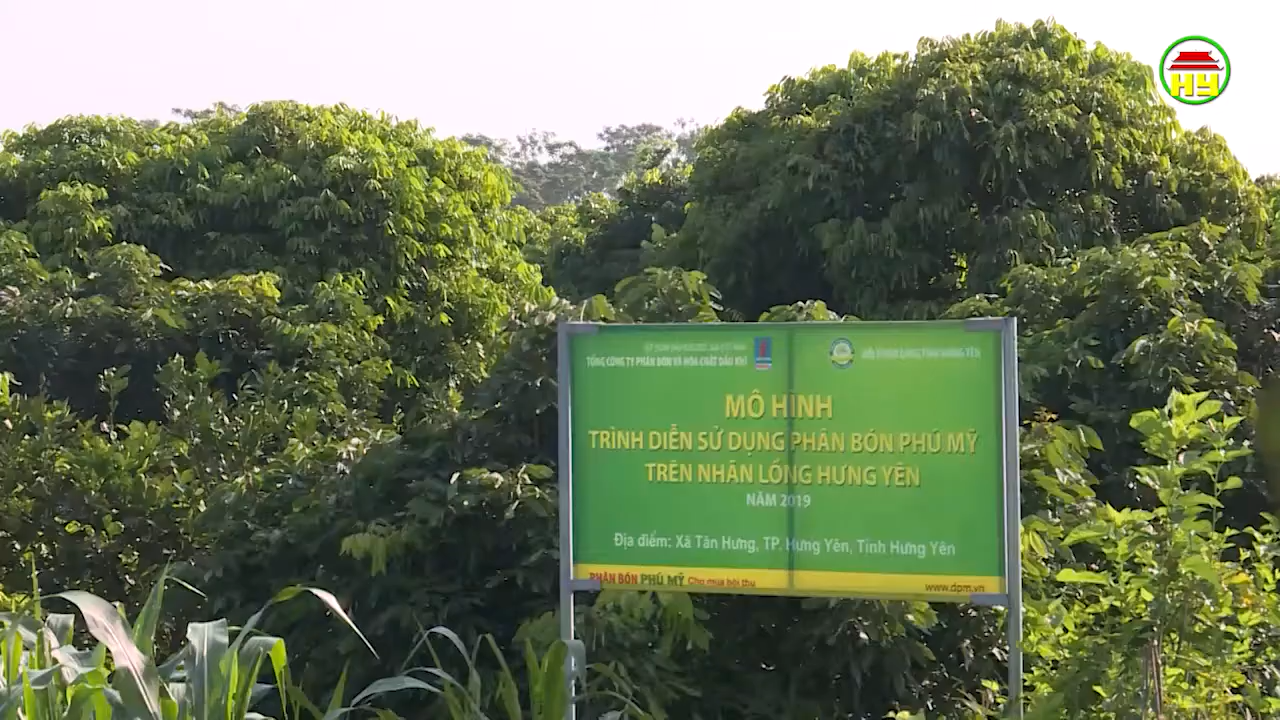 HY
TỔNG CÔNG TY PHÂN BÓN VÀ HÓA CHẤT DẦU KHÍ
MÔ HÌNH
TRÌNH DIỄN SỬ DỤNG PHÂN BÓN PHÚ MỸ
TRÊN NHÃN LỒNG HƯNG YÊN
NĂM 2019
Địa điểm: Xã Tân Hưng, TP. Hưng Yên, Tỉnh Hưng Yên
PHÂN BÓN PHÚ MỸ Cho mùa bội thu
www.dpm.vn